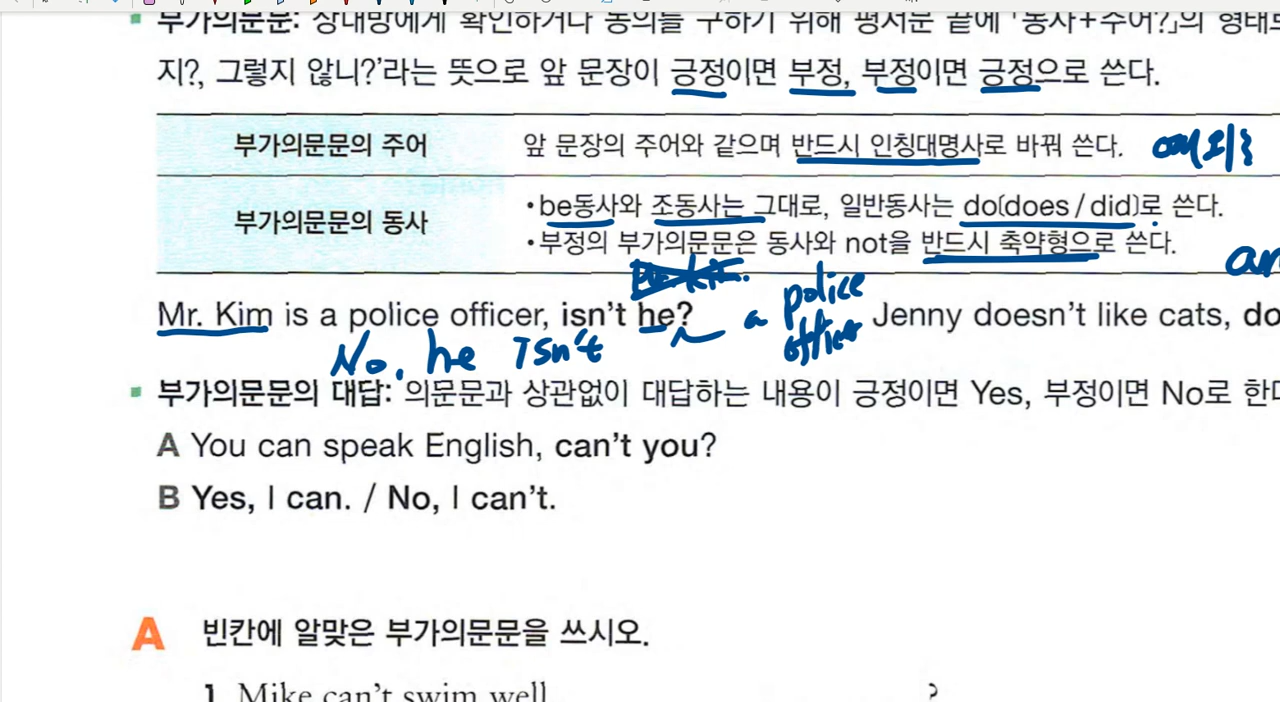 부가의문문: 상대방에게 확인하거나 동의를 구하기 위해 평서문 끝에 「동사+주어?」의 형태로
지?, 그렇지 않니?’라는 뜻으로 앞 문장이 긍정이면 부정, 부정이면 긍정으로 쓴다.
부가의문문의 주어 앞 문장의 주어와 같으며 반드시 인칭대명사로 바꿔 쓴다. 예외
부가의문문의 동사
•be동사와 조동사는 그대로, 일반동사는 do(does/did)로 쓴다.
•부정의 부가의문문은 동사와 not을 반드시 축약형으로 쓴다.
Mr. Kim is a police officer, isn't he? a police officer Jenny doesn't like cats, do
No, he isn't
부가의문문의 대답: 의문문과 상관없이 대답하는 내용이 긍정이면 Yes, 부정이면 No로 한
A You can speak English, can't you?
B Yes, I can. / No, I can't.
A 빈칸에 알맞은 부가의문문을 쓰시오.
1 Mike can't swim well ?